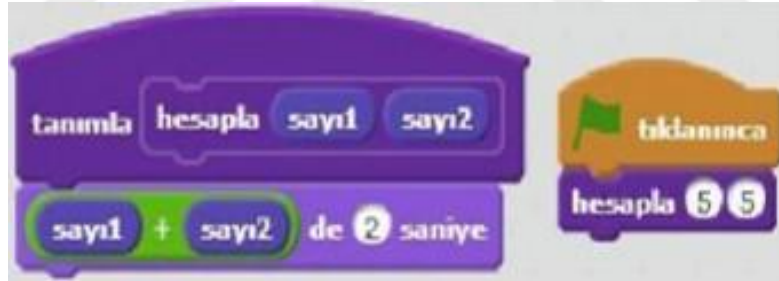 tanımla hesapla sayı1 sayı2
sayı1 + sayı2 de 2 saniye
tıklanınca
hesapla 5 5